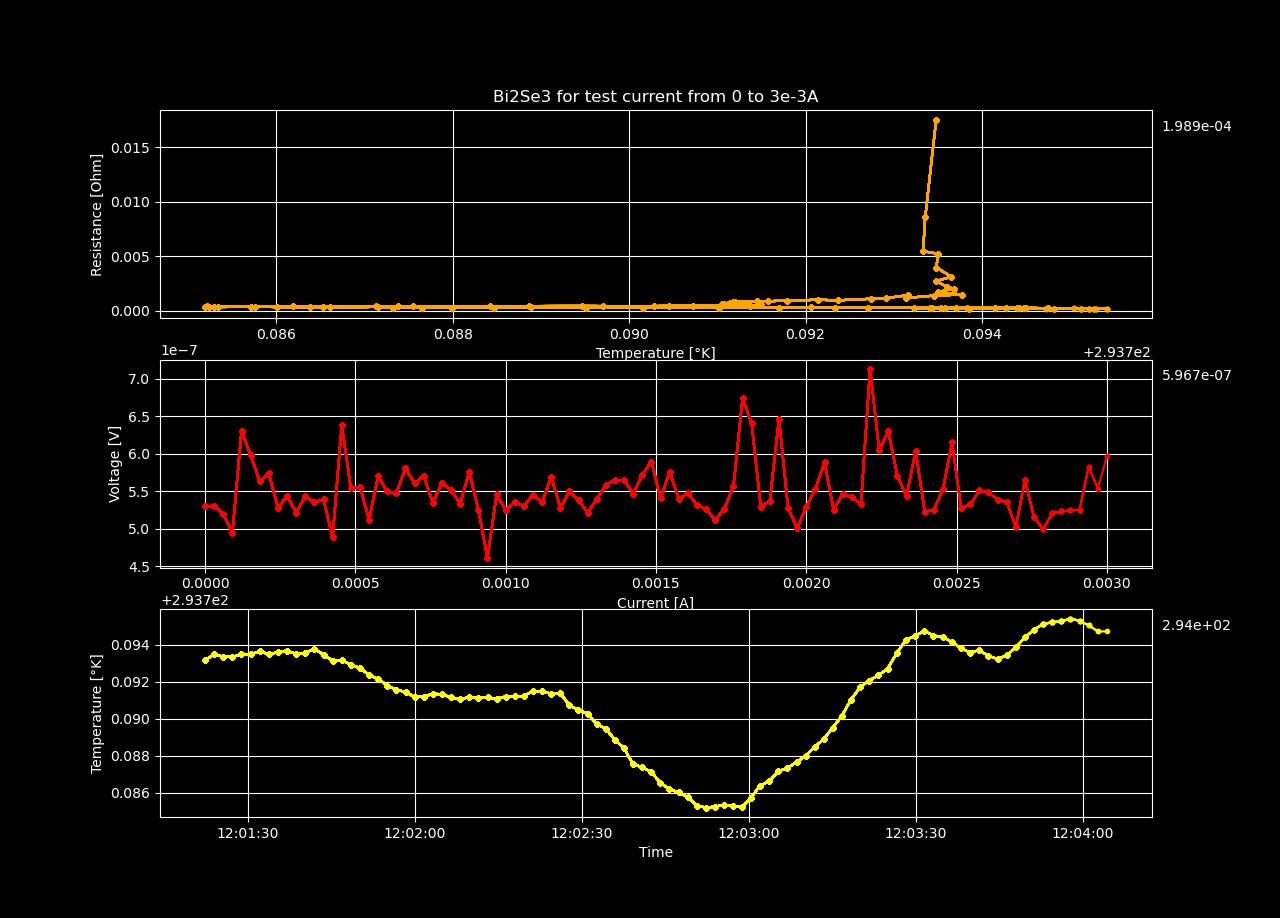 Bi2Se3 for test current from 0 to 3e-3A
1.989e-04
Resistance [Ohm]
0.015
0.010
0.005
0.000
0.086 0.088 0.090 0.092 0.094
Temperature [°K]
+2.937e2
1e−7
5.967e-07
Voltage [V]
7.0
6.5
6.0
5.5
5.0
4.5
0.0000 0.0005 0.0010 0.0015 0.0020 0.0025 0.0030
Current [A]
+2.937e2
2.94e+02
Temperature [°K]
0.094
0.092
0.090
0.088
0.086
12:01:30 12:02:00 12:02:30 12:03:00 12:03:30 12:04:00
Time